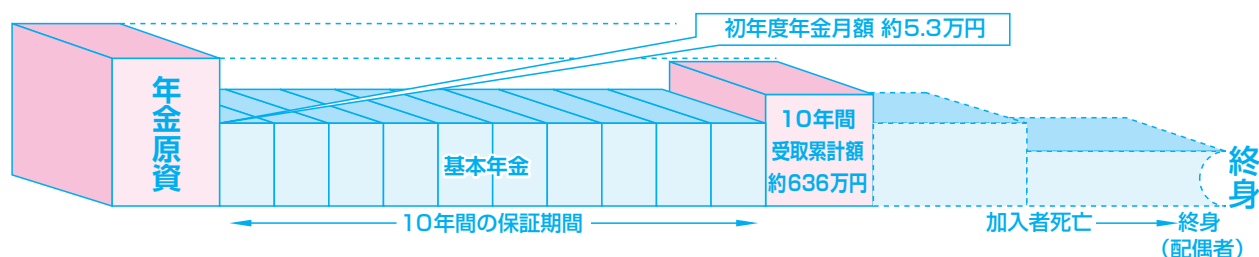 初年度年金月額 約5.3万円
年金原資
基本年金
10年間
受取累計額
約636万円
終身
10年間の保証期間
加入者死亡
終身
（配偶者）